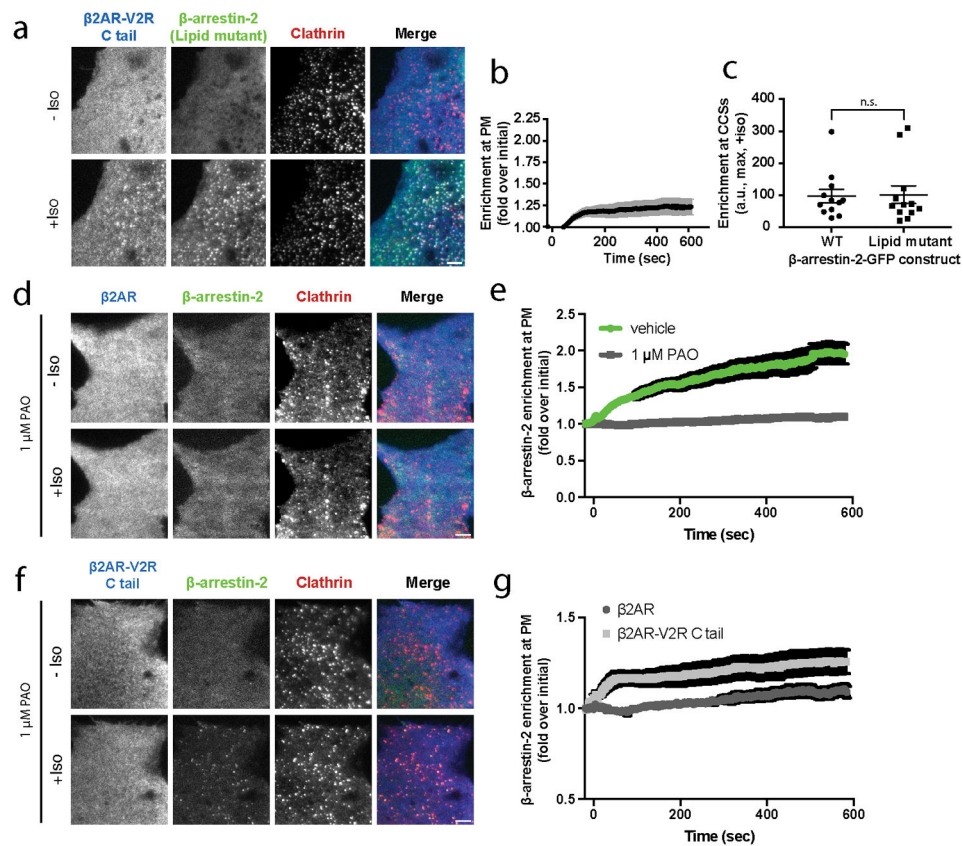 a
β2AR-V2R
C tail
β-arrestin-2
(Lipid mutant)
Clathrin
Merge
- Iso
+Iso
b
Enrichment at PM
(fold over initial)
2.25
2.00
1.75
1.50
1.25
1.00
0
200
400
600
Time (sec)
c
Enrichment at CCSs
(a.u., max, +iso)
400
300
200
100
0
n.s.
WT
Lipid mutant
β-arrestin-2-GFP construct
d
β2AR
β-arrestin-2
Clathrin
Merge
1 µM PAO
- Iso
+Iso
e
β-arrestin-2 enrichment at PM
(fold over initial)
2.5
2.0
1.5
1.0
0.5
0.0
vehicle
1 µM PAO
0
200
400
600
Time (sec)
f
β2AR-V2R
C tail
β-arrestin-2
Clathrin
Merge
1 µM PAO
- Iso
+Iso
g
β-arrestin-2 enrichment at PM
(fold over initial)
1.5
1.0
0.5
β2AR
β2AR-V2R C tail
0
200
400
600
Time (sec)